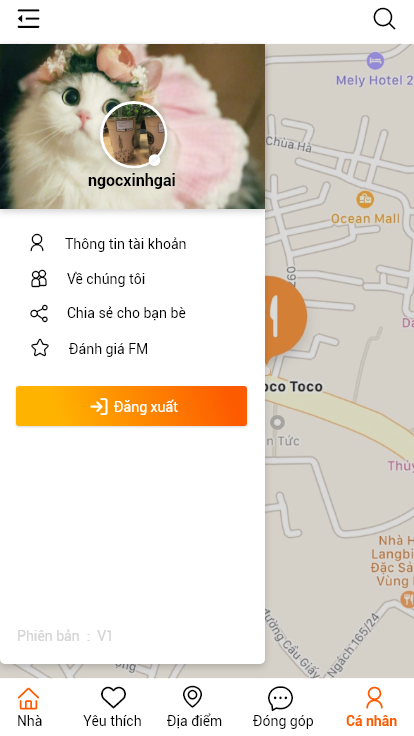 Mely Hotel 2
Chùa Hà
ngocxinhgai
Ocean Mall
Thông tin tài khoản
Về chúng tôi
260
Chia sẻ cho bạn bè
Đánh giá FM
oco Toco
Đăng xuất
n Tức
Thụy
Nhà H
Langbi
Đặc Sả
Vùng
Ngách 165/24
đường Cầu Giấy
Phiên bản : V1
Nhà
Yêu thích
Địa điểm
Đóng góp
Cá nhân